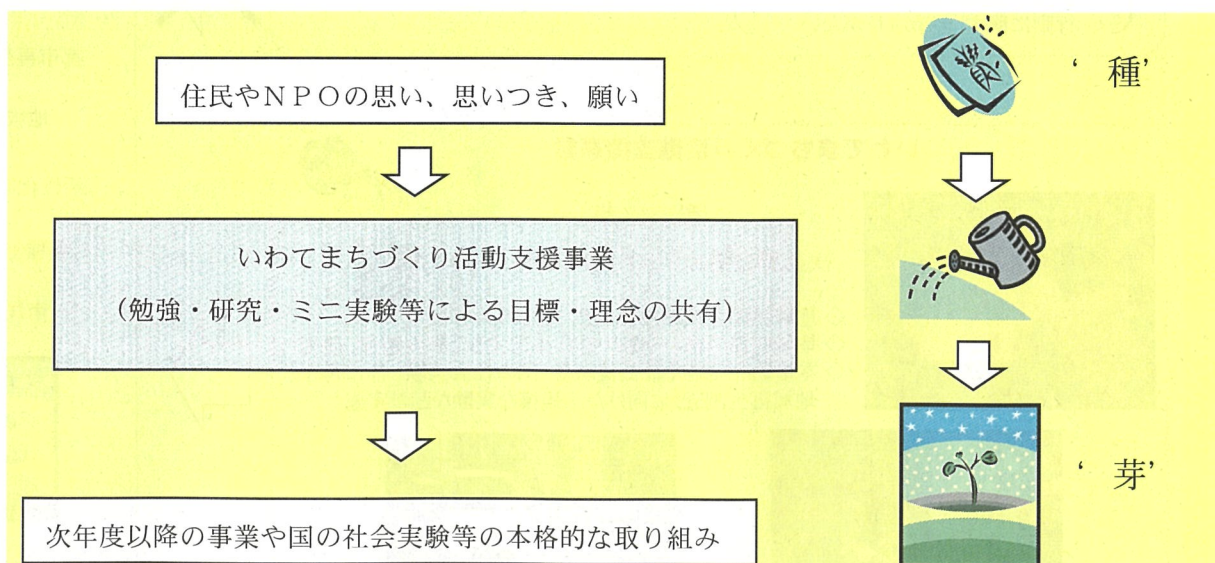 住民やNPOの思い、思いつき、願い
‘ 種’
いわてまちづくり活動支援事業
（勉強・研究・ミニ実験等による目標・理念の共有）
‘ 芽’
次年度以降の事業や国の社会実験等の本格的な取り組み